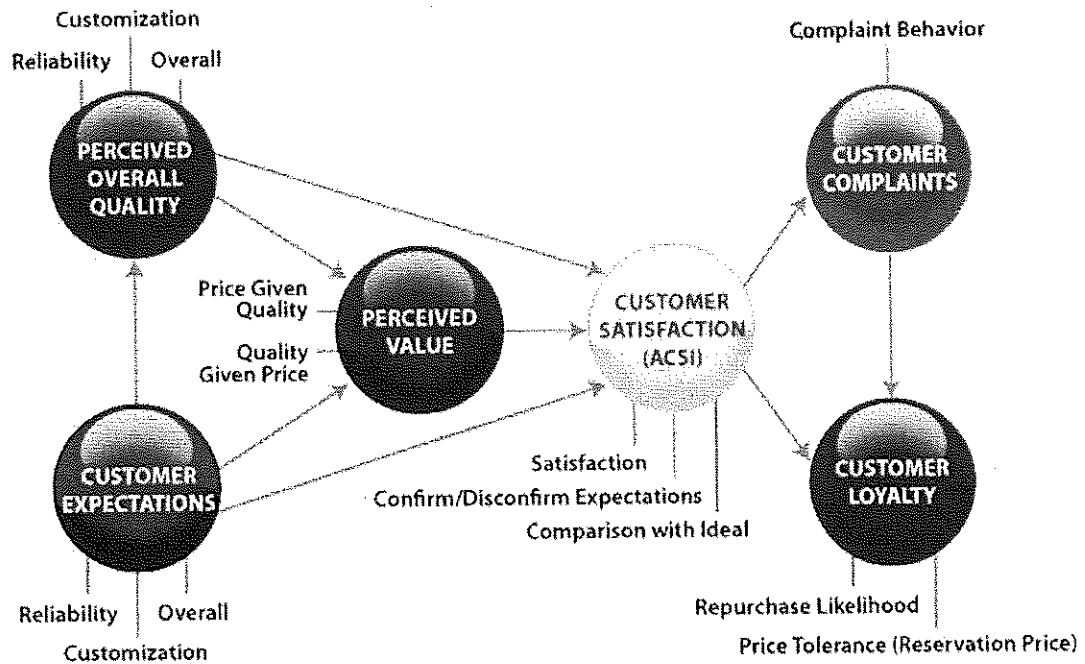 Customization
Reliability
Overall
PERCEIVED
OVERALL
QUALITY
Complaint Behavior
CUSTOMER
COMPLAINTS
Price Given
Quality
Quality
Given Price
PERCEIVED
VALUE
CUSTOMER
SATISFACTION
(ACSI)
Satisfaction
Confirm/Disconfirm Expectations
Comparison with Ideal
CUSTOMER
EXPECTATIONS
Reliability
Overall
Customization
CUSTOMER
LOYALTY
Repurchase Likelihood
Price Tolerance (Reservation Price)